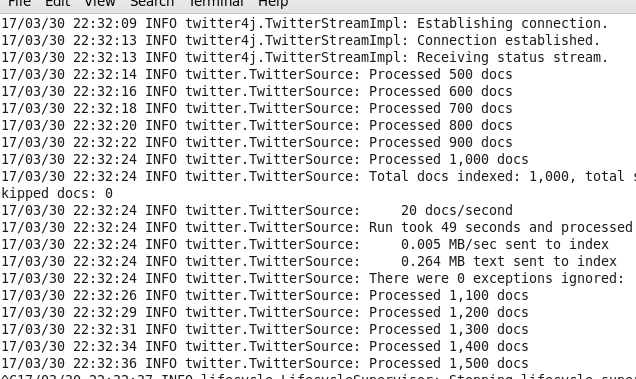 File Edit View Search Terminal Help
17/03/30 22:32:09 INFO twitter4j.TwitterStreamImpl: Establishing connection.
17/03/30 22:32:13 INFO twitter4j.TwitterStreamImpl: Connection established.
17/03/30 22:32:13 INFO twitter4j.TwitterStreamImpl: Receiving status stream.
17/03/30 22:32:14 INFO twitter.TwitterSource: Processed 500 docs
17/03/30 22:32:16 INFO twitter.TwitterSource: Processed 600 docs
17/03/30 22:32:18 INFO twitter.TwitterSource: Processed 700 docs
17/03/30 22:32:20 INFO twitter.TwitterSource: Processed 800 docs
17/03/30 22:32:22 INFO twitter.TwitterSource: Processed 900 docs
17/03/30 22:32:24 INFO twitter.TwitterSource: Processed 1,000 docs
17/03/30 22:32:24 INFO twitter.TwitterSource: Total docs indexed: 1,000, total s
kipped docs: 0
17/03/30 22:32:24 INFO twitter.TwitterSource:     20 docs/second
17/03/30 22:32:24 INFO twitter.TwitterSource: Run took 49 seconds and processed
17/03/30 22:32:24 INFO twitter.TwitterSource:     0.005 MB/sec sent to index
17/03/30 22:32:24 INFO twitter.TwitterSource:     0.264 MB text sent to index
17/03/30 22:32:24 INFO twitter.TwitterSource: There were 0 exceptions ignored:
17/03/30 22:32:26 INFO twitter.TwitterSource: Processed 1,100 docs
17/03/30 22:32:29 INFO twitter.TwitterSource: Processed 1,200 docs
17/03/30 22:32:31 INFO twitter.TwitterSource: Processed 1,300 docs
17/03/30 22:32:34 INFO twitter.TwitterSource: Processed 1,400 docs
17/03/30 22:32:36 INFO twitter.TwitterSource: Processed 1,500 docs
22:32:37 INFO lifecycle.LifecycleSupervisor: Stopping lifecycle